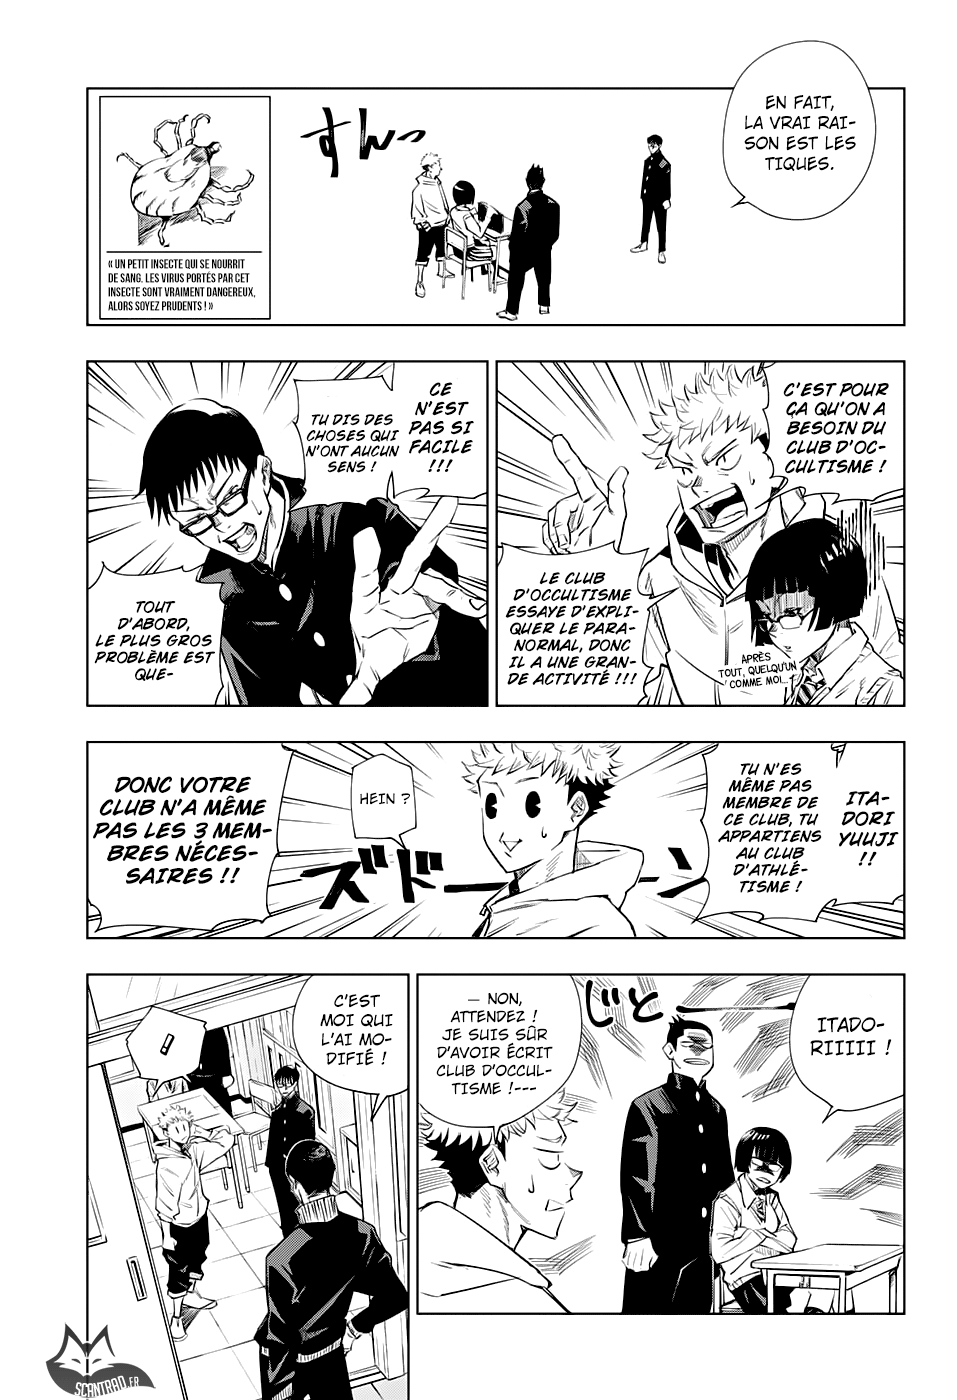 EN FAIT,
LA VRAI RAI-
SON EST LES
TIQUES.
すんっ
« UN PETIT INSECTE QUI SE NOURRIT
DE SANG. LES VIRUS PORTÉS PAR CET
INSECTE SONT VRAIMENT DANGEREUX,
ALORS SOYEZ PRUDENTS ! »
C'EST POUR
ÇA QU'ON A
BESOIN DU
CLUB D'OC-
CULTISME !
LE CLUB
D'OCCULTISME
ESSAYE D'EXPLI-
QUER LE PARA-
NORMAL, DONC
IL A UNE GRAN-
DE ACTIVITÉ !!!
APRÈS
TOUT, QUELQU'UN
COMME MOI...
CE
N'EST
PAS SI
FACILE
!!!
TU DIS DES
CHOSES QUI
N'ONT AUCUN
SENS !
TOUT
D'ABORD,
LE PLUS GROS
PROBLÈME EST
QUE-
ITA-
DORI
YUUJI
!!
TU N'ES
MÊME PAS
MEMBRE DE
CE CLUB, TU
APPARTIENS
AU CLUB
D'ATHLÉ-
TISME !
HEIN ?
ズドーン
DONC VOTRE
CLUB N'A MÊME
PAS LES 3 MEM-
BRES NÉCES-
SAIRES !!
ITADO-
RIIIII !
じとー
— NON,
ATTENDEZ !
JE SUIS SÛR
D'AVOIR ÉCRIT
CLUB D'OCCUL-
TISME !---
C'EST
MOI QUI
L'AI MO-
DIFIÉ !
!
SCANTRAD.FR